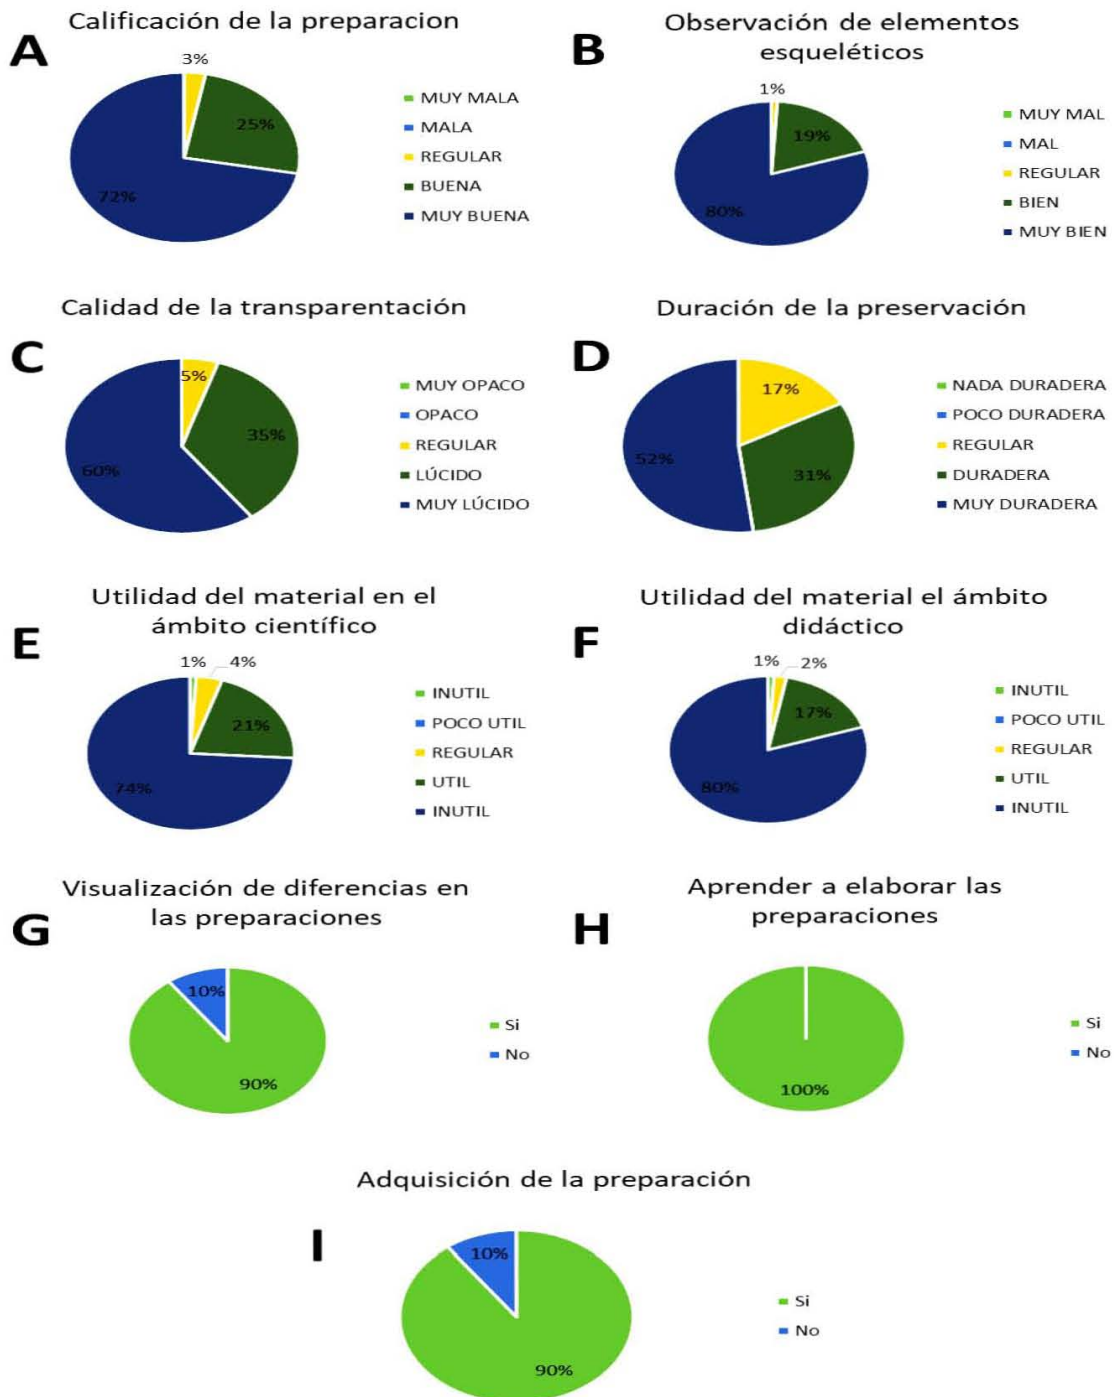 Calificación de la preparacion
A
3%
25%
72%
MUY MALA
MALA
REGULAR
BUENA
MUY BUENA
Observación de elementos
esqueléticos
B
1%
19%
80%
MUY MAL
MAL
REGULAR
BIEN
MUY BIEN
Calidad de la transparentación
C
5%
35%
60%
MUY OPACO
OPACO
REGULAR
LÚCIDO
MUY LÚCIDO
Duración de la preservación
D
17%
31%
52%
NADA DURADERA
POCO DURADERA
REGULAR
DURADERA
MUY DURADERA
Utilidad del material en el
ámbito científico
E
1%
4%
21%
74%
INUTIL
POCO UTIL
REGULAR
UTIL
INUTIL
Utilidad del material el ámbito
didáctico
F
1%
2%
17%
80%
INUTIL
POCO UTIL
REGULAR
UTIL
INUTIL
Visualización de diferencias en
las preparaciones
G
10%
90%
Si
No
Aprender a elaborar las
preparaciones
H
100%
Si
No
Adquisición de la preparación
I
10%
90%
Si
No